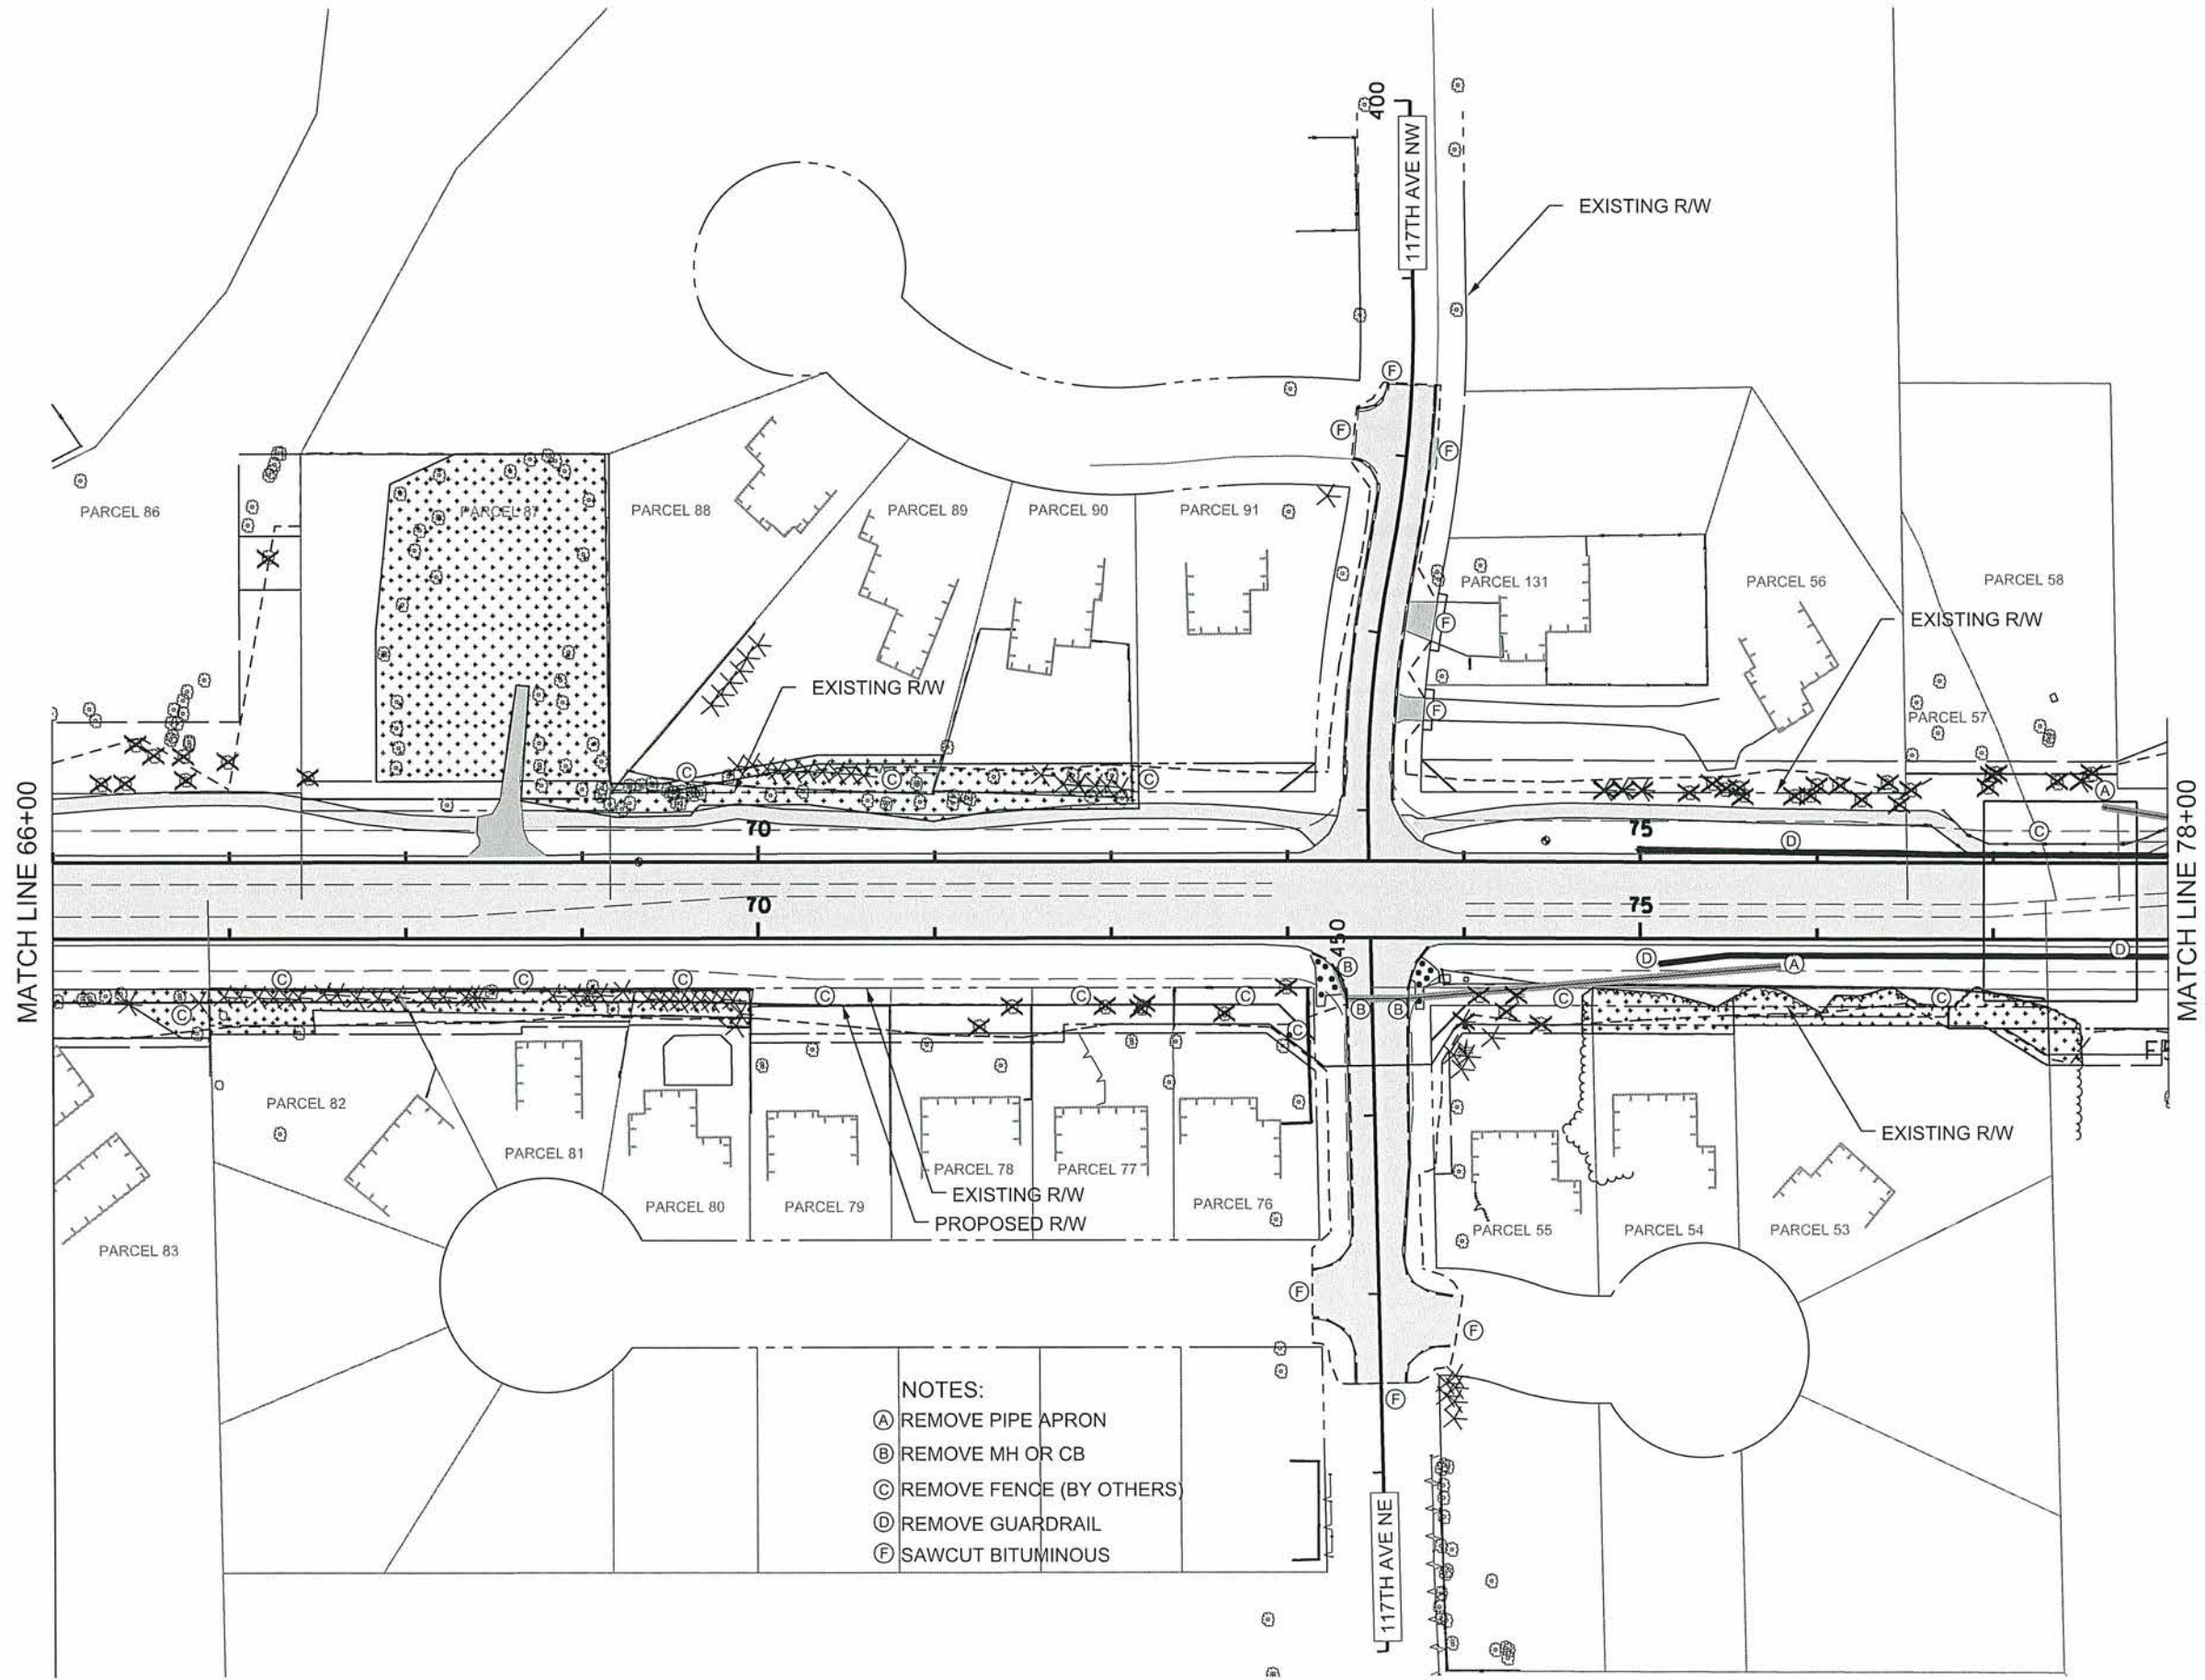 400
117TH AVE NW
EXISTING R/W
F
F
F
PARCEL 86
PARCEL 87
PARCEL 88
PARCEL 89
PARCEL 90
PARCEL 91
PARCEL 131
PARCEL 56
PARCEL 58
F
EXISTING R/W
EXISTING R/W
F
PARCEL 57
C
C
C
A
70
75
D
C
MATCH LINE 66+00
MATCH LINE 78+00
70
75
450
B
D
A
D
C
C
C
C
C
C
C
C
C
B
B
C
PARCEL 82
PARCEL 81
PARCEL 78
PARCEL 77
EXISTING R/W
EXISTING R/W
PROPOSED R/W
PARCEL 80
PARCEL 79
PARCEL 76
PARCEL 55
PARCEL 54
PARCEL 53
PARCEL 83
F
F
F
NOTES:
A REMOVE PIPE APRON
B REMOVE MH OR CB
C REMOVE FENCE (BY OTHERS)
D REMOVE GUARDRAIL
F SAWCUT BITUMINOUS
117TH AVE NE